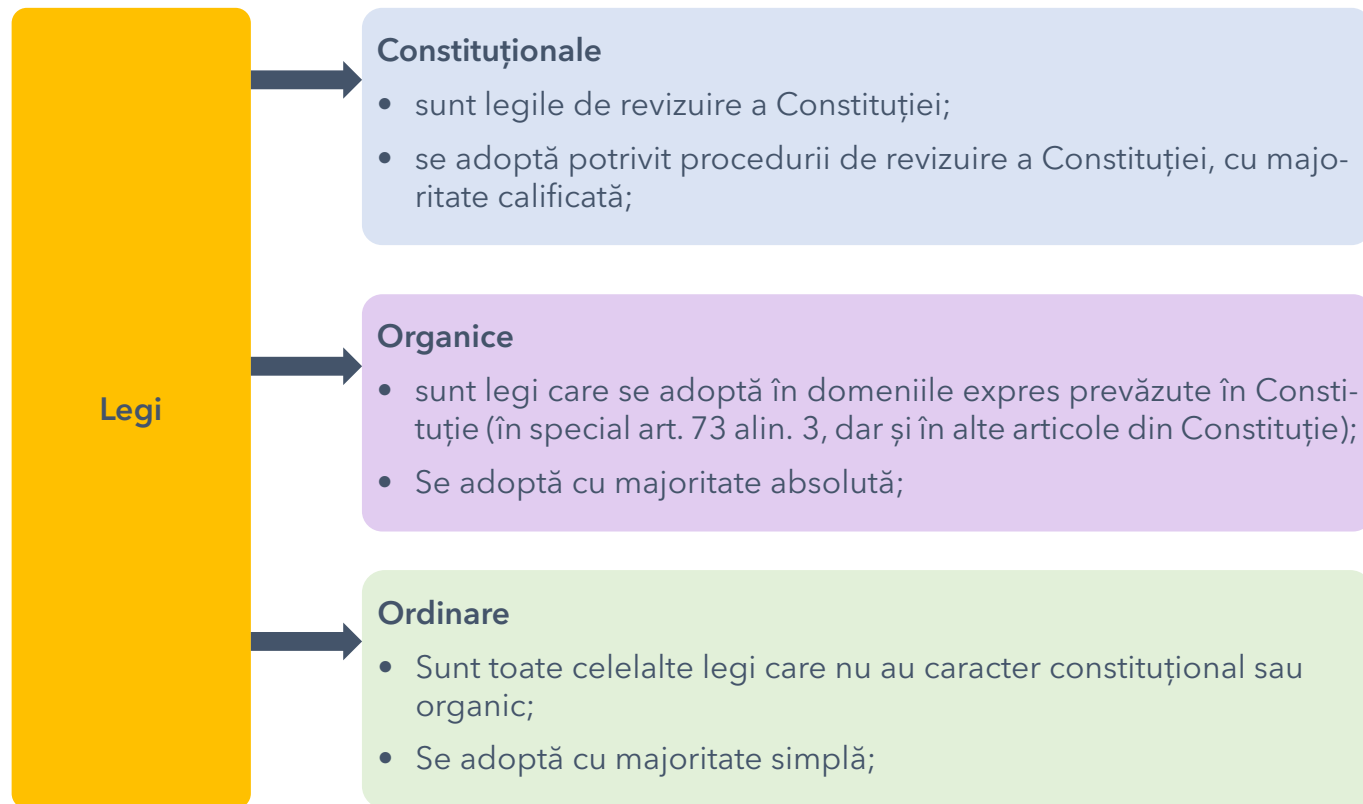 Legi
Constituționale
• sunt legile de revizuire a Constituției;
• se adoptă potrivit procedurii de revizuire a Constituției, cu majo-
ritate calificată;
Organice
• sunt legi care se adoptă în domeniile expres prevăzute în Consti-
tuție (în special art. 73 alin. 3, dar și în alte articole din Constituție);
• Se adoptă cu majoritate absolută;
Ordinare
• Sunt toate celelalte legi care nu au caracter constituțional sau
organic;
• Se adoptă cu majoritate simplă;